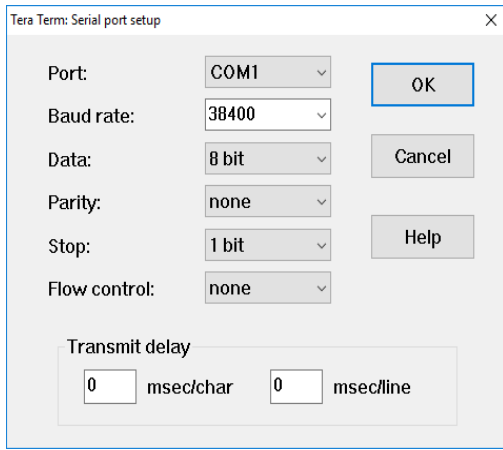 Tera Term: Serial port setup
Port: COM1 OK
Baud rate: 38400
Data: 8 bit Cancel
Parity: none
Stop: 1 bit Help
Flow control: none
Transmit delay
0 msec/char 0 msec/line